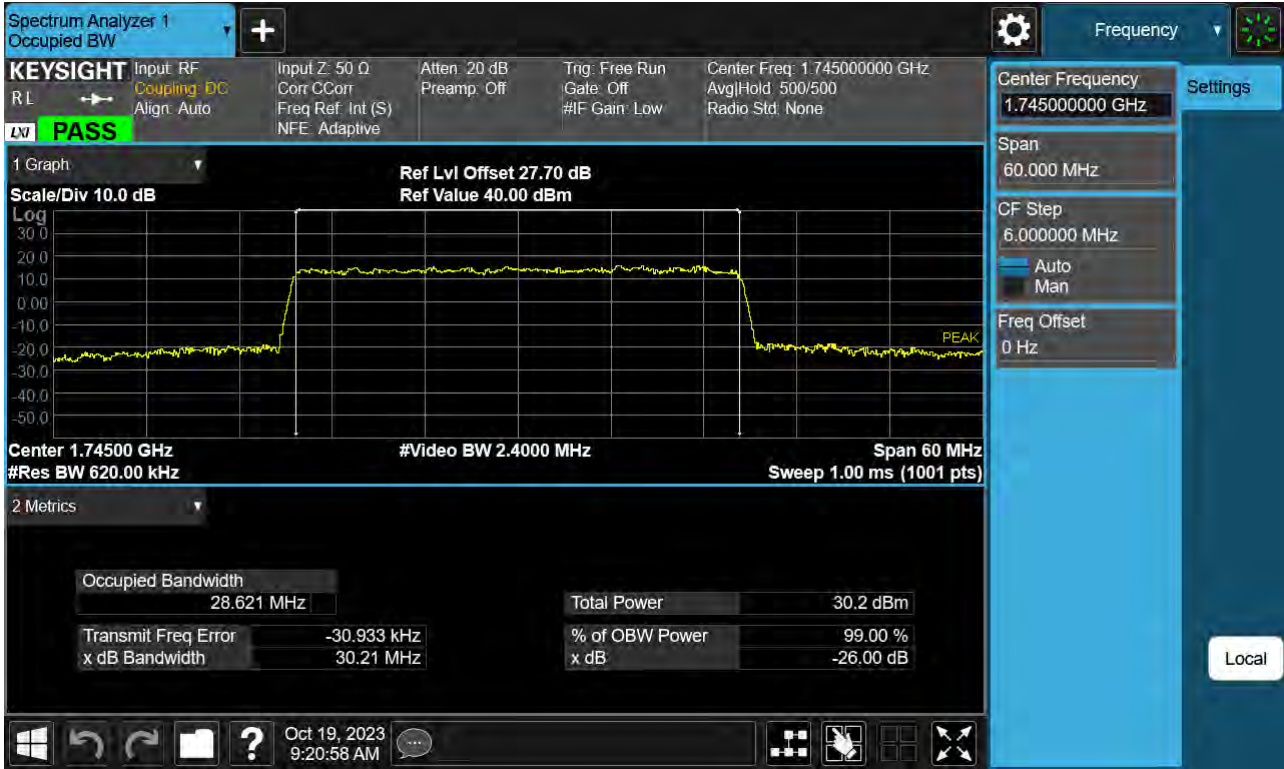 Spectrum Analyzer 1
Occupied BW
Frequency
KEYSIGHT
RL
LXI
PASS
Input: RF
Coupling: DC
Align: Auto
Input Z: 50 Ω
Corr CCorr
Freq Ref: Int (S)
NFE: Adaptive
Atten: 20 dB
Preamp: Off
Trig: Free Run
Gate: Off
#IF Gain: Low
Center Freq: 1.745000000 GHz
Avg|Hold: 500/500
Radio Std: None
Center Frequency
1.745000000 GHz
Settings
Span
60.000 MHz
CF Step
6.000000 MHz
Auto
Man
Freq Offset
0 Hz
Local
1 Graph
Scale/Div 10.0 dB
Ref Lvl Offset 27.70 dB
Ref Value 40.00 dBm
Log
30.0
20.0
10.0
0.00
-10.0
-20.0
-30.0
-40.0
-50.0
PEAK
Center 1.74500 GHz
#Video BW 2.4000 MHz
Span 60 MHz
#Res BW 620.00 kHz
Sweep 1.00 ms (1001 pts)
2 Metrics
Occupied Bandwidth
28.621 MHz
Total Power 30.2 dBm
Transmit Freq Error -30.933 kHz
% of OBW Power 99.00 %
x dB Bandwidth 30.21 MHz
x dB -26.00 dB
?
Oct 19, 2023
9:20:58 AM